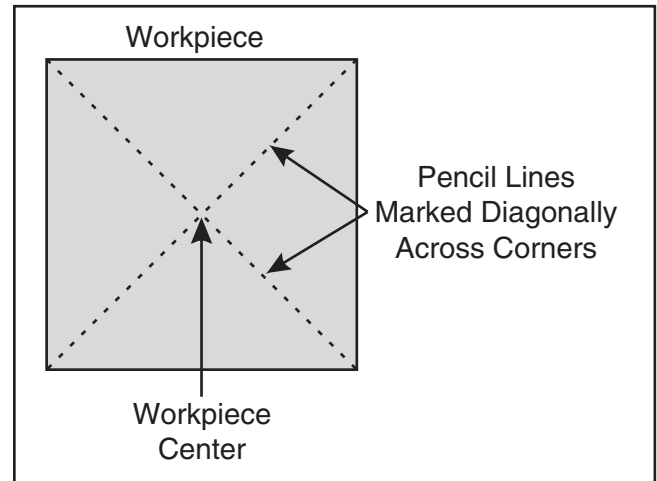 Workpiece
Pencil Lines
Marked Diagonally
Across Corners
Workpiece
Center